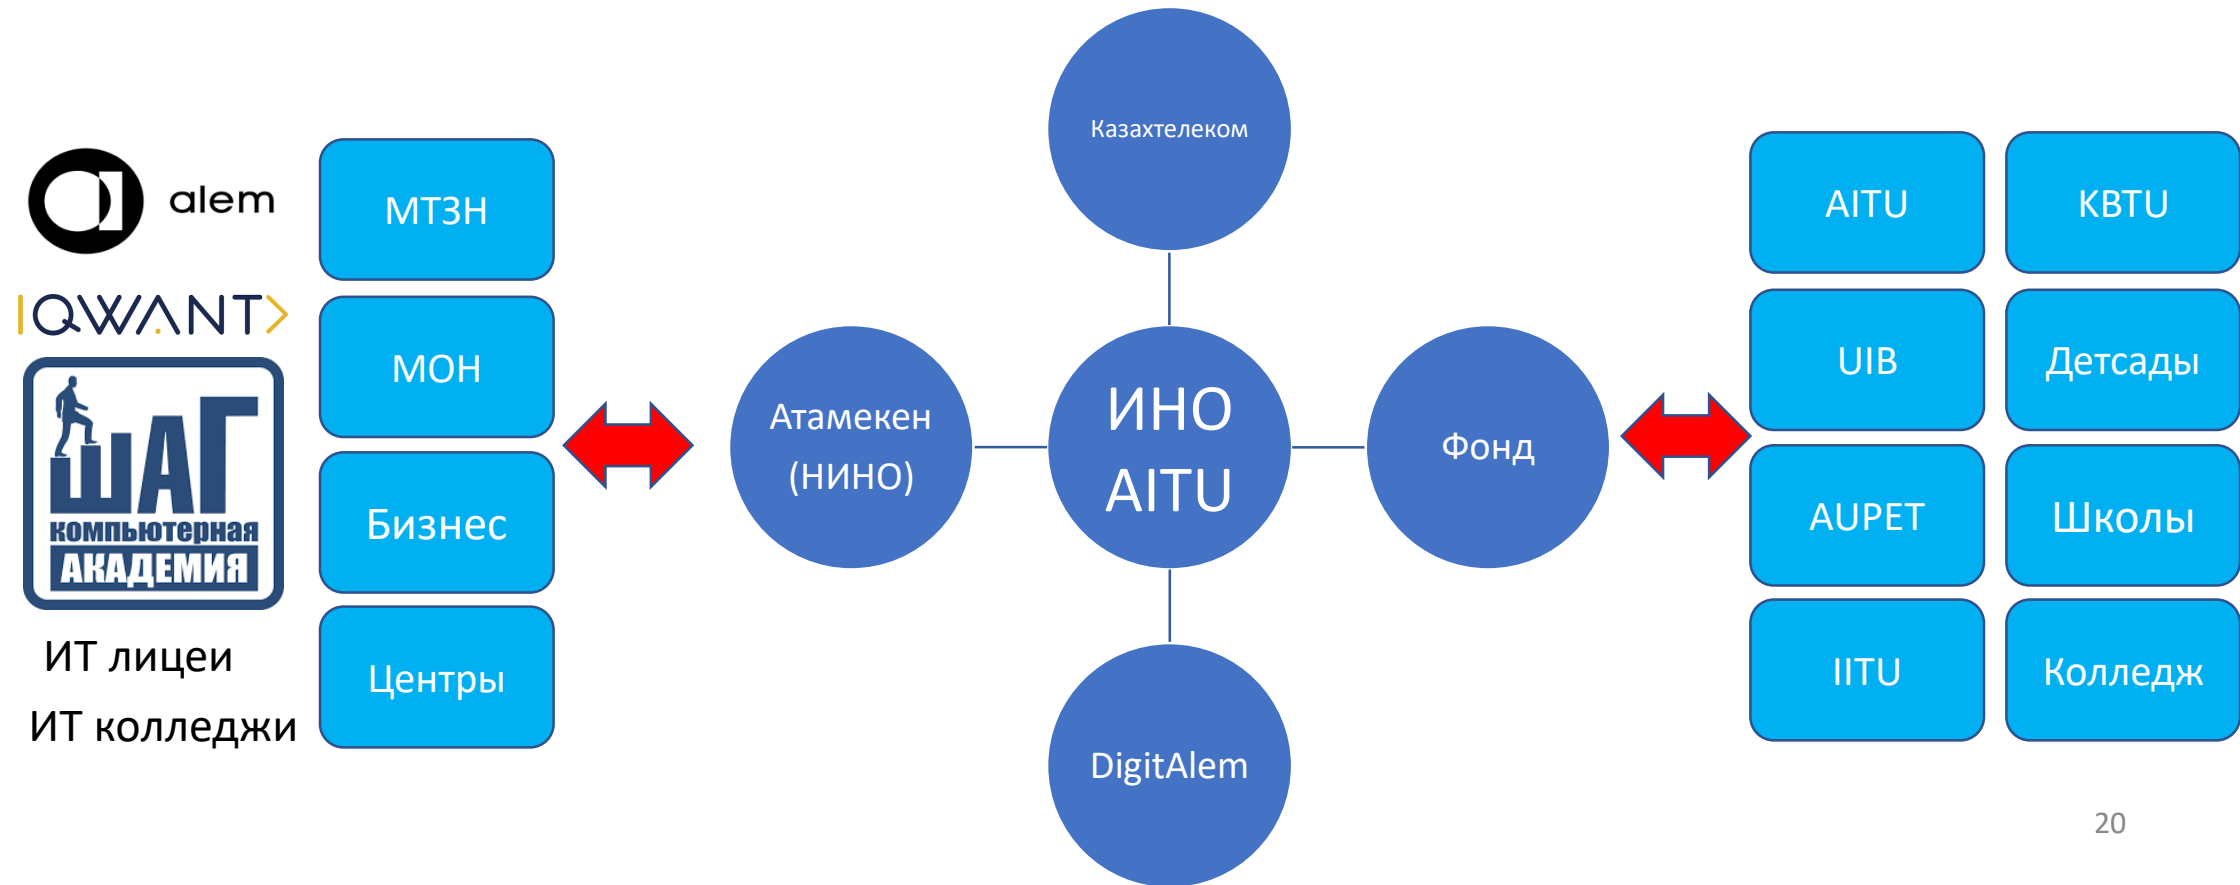 Казахтелеком
alem
МТЗН
AITU
KBTU
IQWANT
МОН
UIB
Детсады
Атамекен
(НИНО)
ИНО
AITU
Фонд
ШАГ
компьютерная
АКАДЕМИЯ
Бизнес
AUPET
Школы
ИТ лицеи
ИТ колледжи
Центры
IITU
Колледж
DigitAlem
20